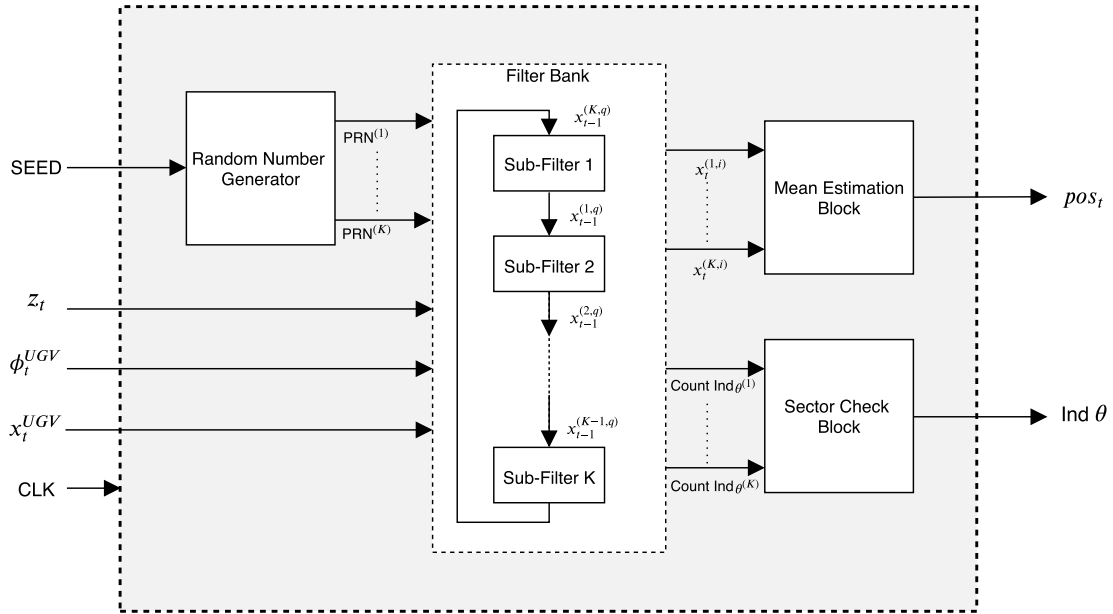 Filter Bank
SEED
Random Number
Generator
PRN^(1)
PRN^(K)
z_t
ϕ_t^UGV
x_t^UGV
CLK
x_{t−1}^(K,q)
Sub-Filter 1
x_{t−1}^(1,q)
Sub-Filter 2
x_{t−1}^(2,q)
x_{t−1}^(K−1,q)
Sub-Filter K
x_t^(1,i)
x_t^(K,i)
Mean Estimation
Block
pos_t
Count Ind θ^(1)
Count Ind θ^(K)
Sector Check
Block
Ind θ